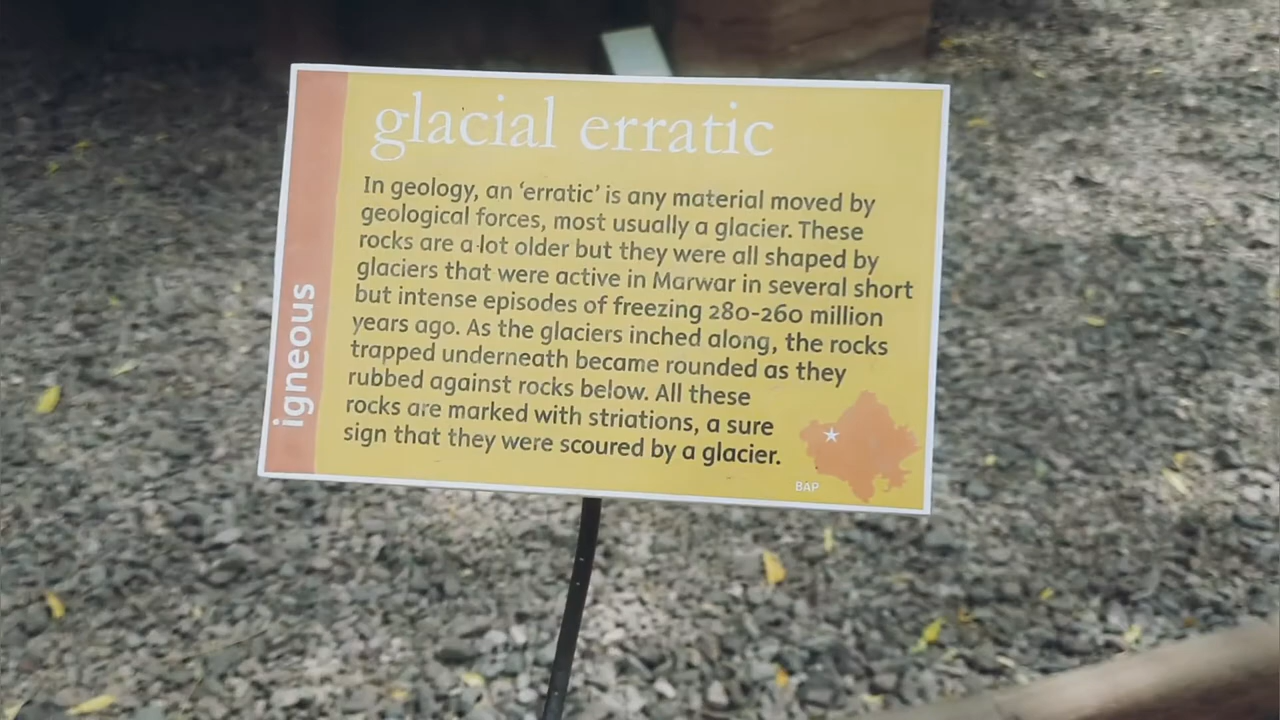 glacial erratic
In geology, an ‘erratic’ is any material moved by
geological forces, most usually a glacier. These
rocks are a lot older but they were all shaped by
glaciers that were active in Marwar in several short
but intense episodes of freezing 280-260 million
years ago. As the glaciers inched along, the rocks
trapped underneath became rounded as they
rubbed against rocks below. All these
rocks are marked with striations, a sure
sign that they were scoured by a glacier.
igneous
BAP